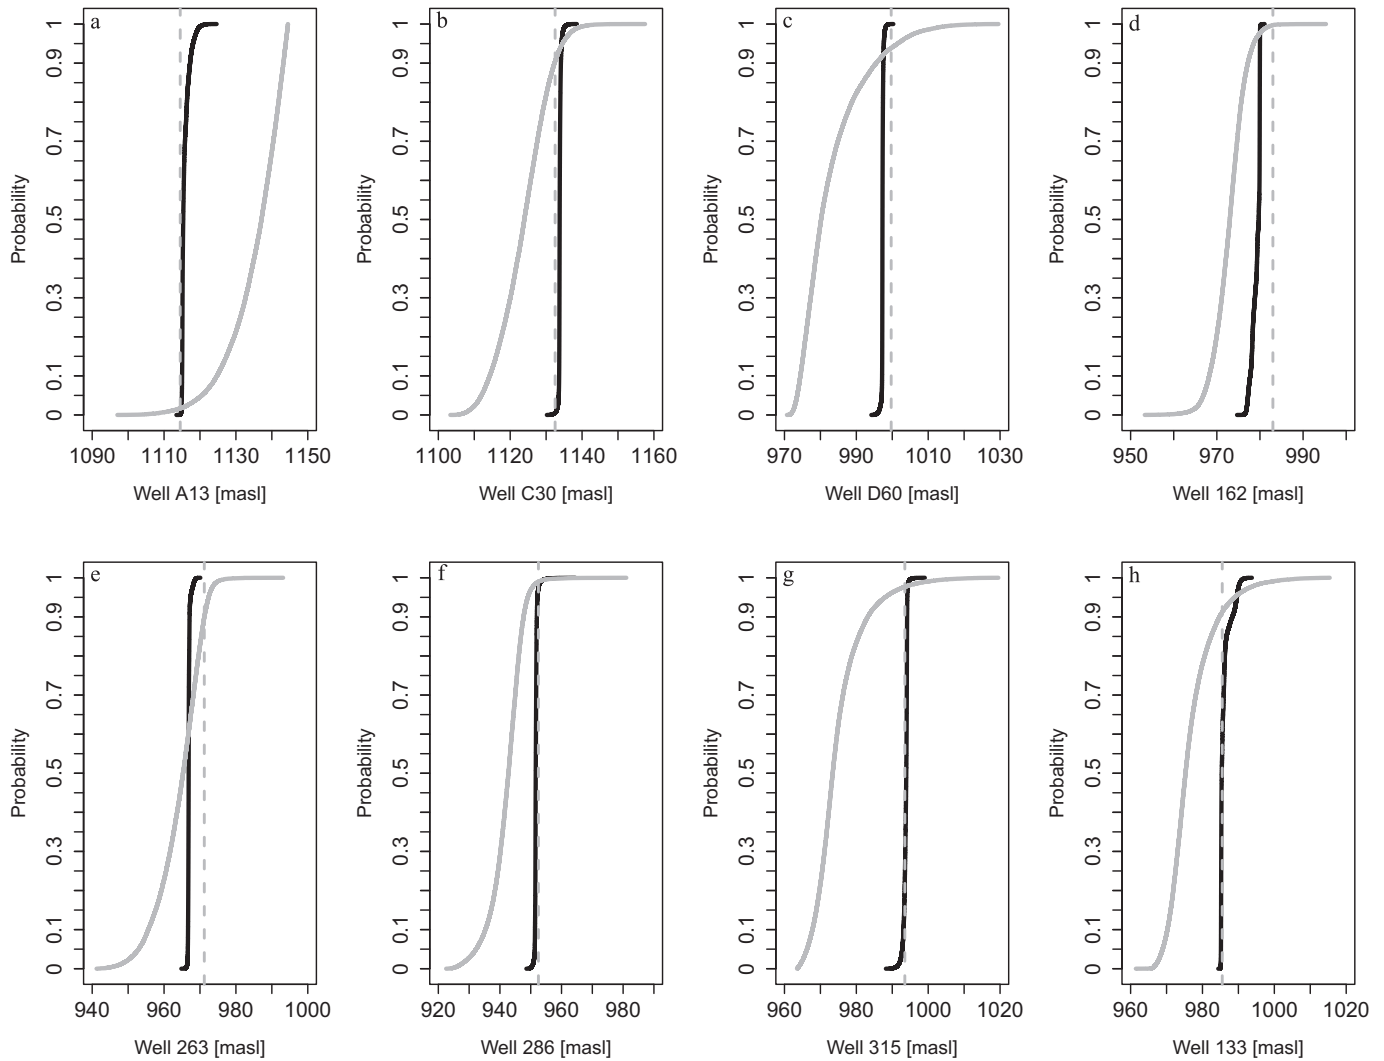 a
b
c
d
Probability
0 0.1 0.3 0.5 0.7 0.9 1
1090 1110 1130 1150
Well A13 [masl]
Probability
0 0.1 0.3 0.5 0.7 0.9 1
1100 1120 1140 1160
Well C30 [masl]
Probability
0 0.1 0.3 0.5 0.7 0.9 1
970 990 1010 1030
Well D60 [masl]
Probability
0 0.1 0.3 0.5 0.7 0.9 1
950 970 990
Well 162 [masl]
e
f
g
h
Probability
0 0.1 0.3 0.5 0.7 0.9 1
940 960 980 1000
Well 263 [masl]
Probability
0 0.1 0.3 0.5 0.7 0.9 1
920 940 960 980
Well 286 [masl]
Probability
0 0.1 0.3 0.5 0.7 0.9 1
960 980 1000 1020
Well 315 [masl]
Probability
0 0.1 0.3 0.5 0.7 0.9 1
960 980 1000 1020
Well 133 [masl]